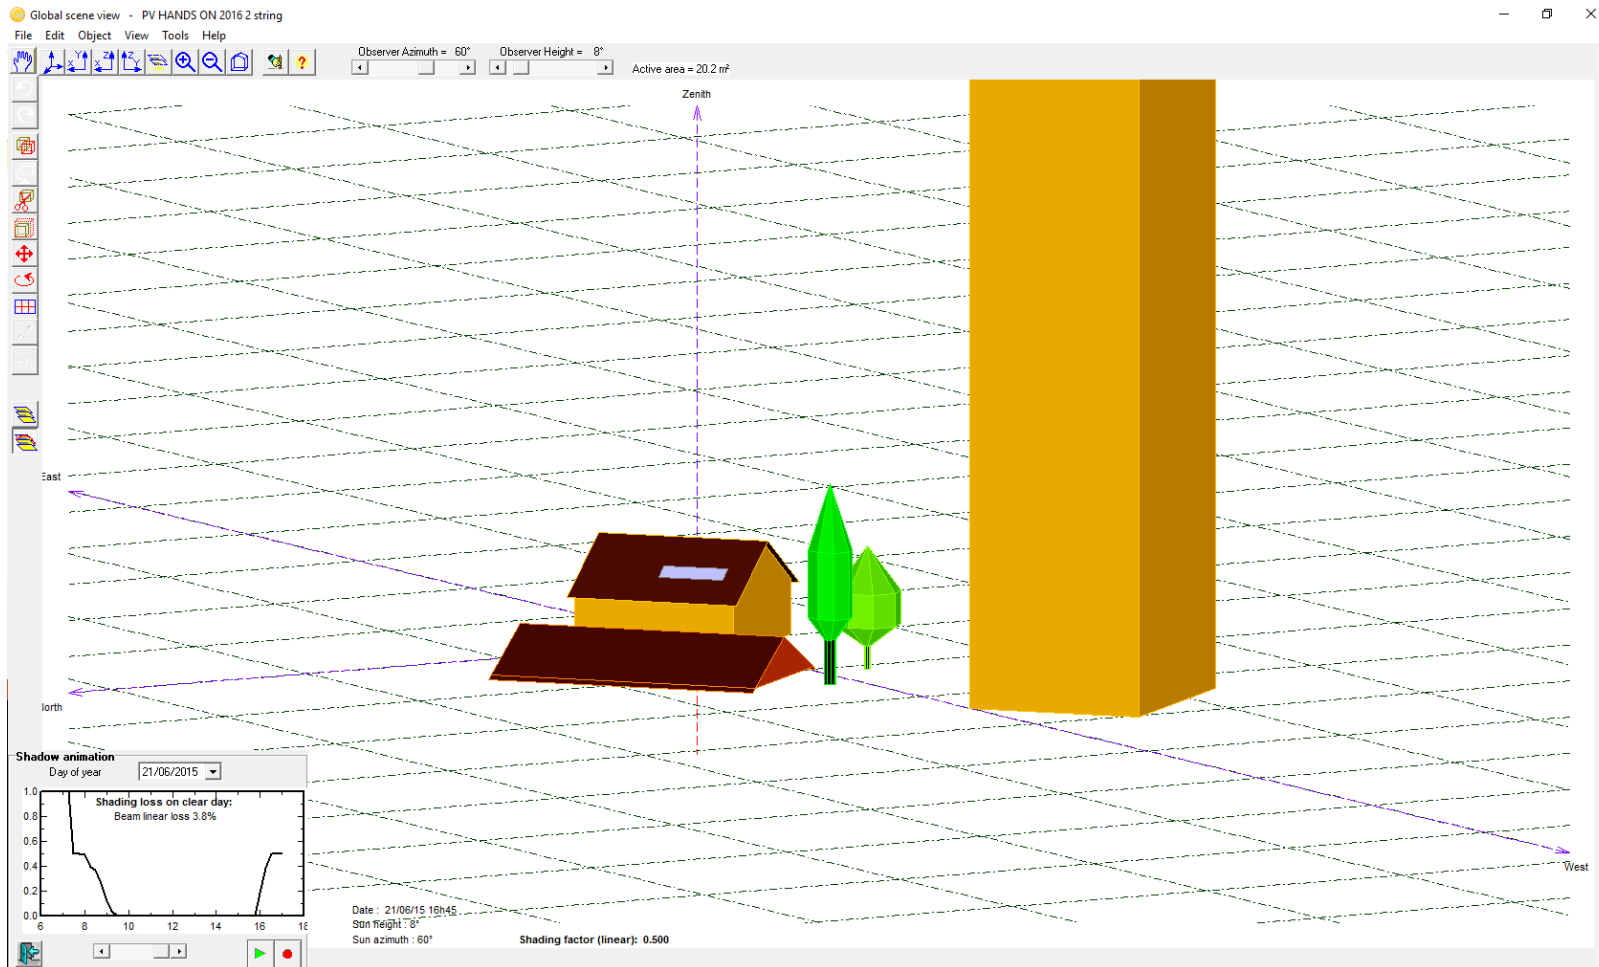 Global scene view - PV HANDS ON 2016 2 string
File Edit Object View Tools Help
Observer Azimuth = 60° Observer Height = 8°
Active area = 20.2 m²
Zenith
East
North
West
Shadow animation
Day of year 21/06/2015
Shading loss on clear day:
Beam linear loss 3.8%
1.0
0.8
0.6
0.4
0.2
0.0
6 8 10 12 14 16 18
Date : 21/06/15 16h45
Sun height : 8°
Sun azimuth : 60° Shading factor (linear): 0.500